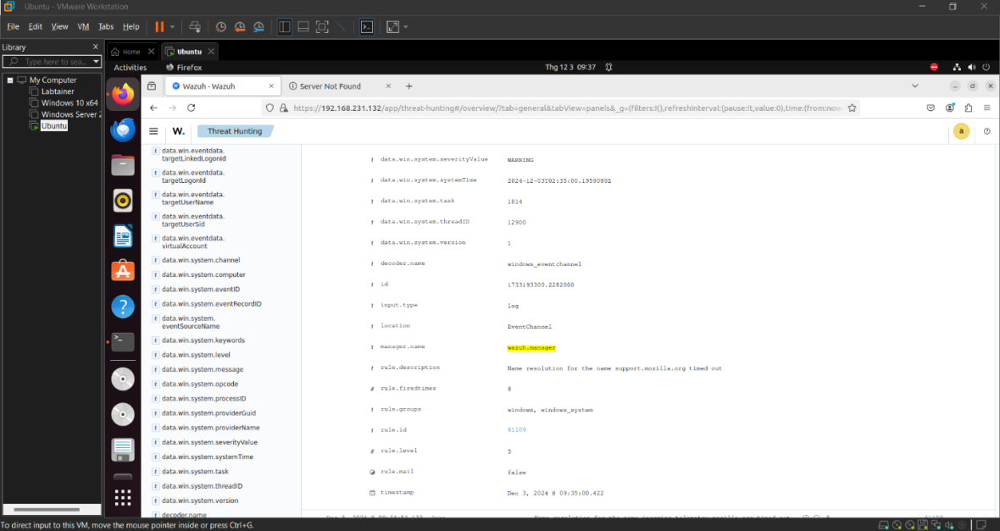 Ubuntu - VMware Workstation
File Edit View VM Tabs Help
Library
Type here to sea...
My Computer
Labtainer
Windows 10 x64
Windows Server 2
Ubuntu
Home
Ubuntu
Activities
Firefox
Thg 12 3 09:37
Wazuh - Wazuh
Server Not Found
https://192.168.231.132/app/threat-hunting#/overview/?tab=general&tabView=panels&_g=(filters:!(),refreshInterval:(pause:!t,value:0),time:(from:now-
W.
Threat Hunting
a
data.win.eventdata.
targetLinkedLogonId
data.win.eventdata.
targetLogonId
data.win.eventdata.
targetUserName
data.win.eventdata.
targetUserSid
data.win.eventdata.
virtualAccount
data.win.system.channel
data.win.system.computer
data.win.system.eventID
data.win.system.eventRecordID
data.win.system.
eventSourceName
data.win.system.keywords
data.win.system.level
data.win.system.message
data.win.system.opcode
data.win.system.processID
data.win.system.providerGuid
data.win.system.providerName
data.win.system.severityValue
data.win.system.systemTime
data.win.system.task
data.win.system.threadID
data.win.system.version
decoder.name
t data.win.system.severityValue WARNING
t data.win.system.systemTime 2024-12-03T02:35:00.1959080Z
t data.win.system.task 1014
t data.win.system.threadID 12900
t data.win.system.version 1
t decoder.name windows_eventchannel
t id 1733193300.2282000
t input.type log
t location EventChannel
t manager.name wazuh.manager
t rule.description Name resolution for the name support.mozilla.org timed out
# rule.firedtimes 8
t rule.groups windows, windows_system
t rule.id 61109
# rule.level 5
rule.mail false
timestamp Dec 3, 2024 @ 09:35:00.422
To direct input to this VM, move the mouse pointer inside or press Ctrl+G.